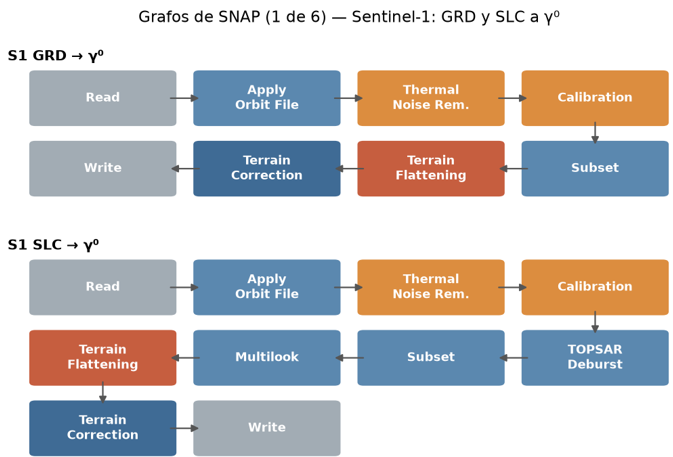 Grafos de SNAP (1 de 6) — Sentinel-1: GRD y SLC a γ⁰
S1 GRD → γ⁰
Read
Apply
Orbit File
Thermal
Noise Rem.
Calibration
Write
Terrain
Correction
Terrain
Flattening
Subset
S1 SLC → γ⁰
Read
Apply
Orbit File
Thermal
Noise Rem.
Calibration
Terrain
Flattening
Multilook
Subset
TOPSAR
Deburst
Terrain
Correction
Write